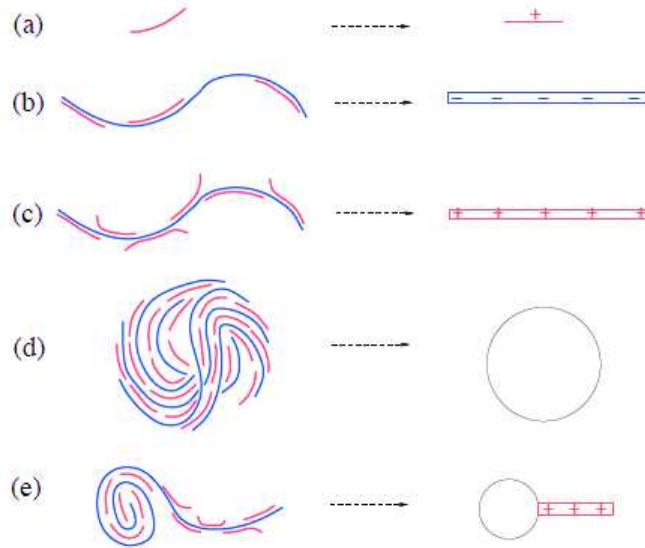 (a)
+
(b)
− − − − −
(c)
+ + + + +
(d)
(e)
+ + +